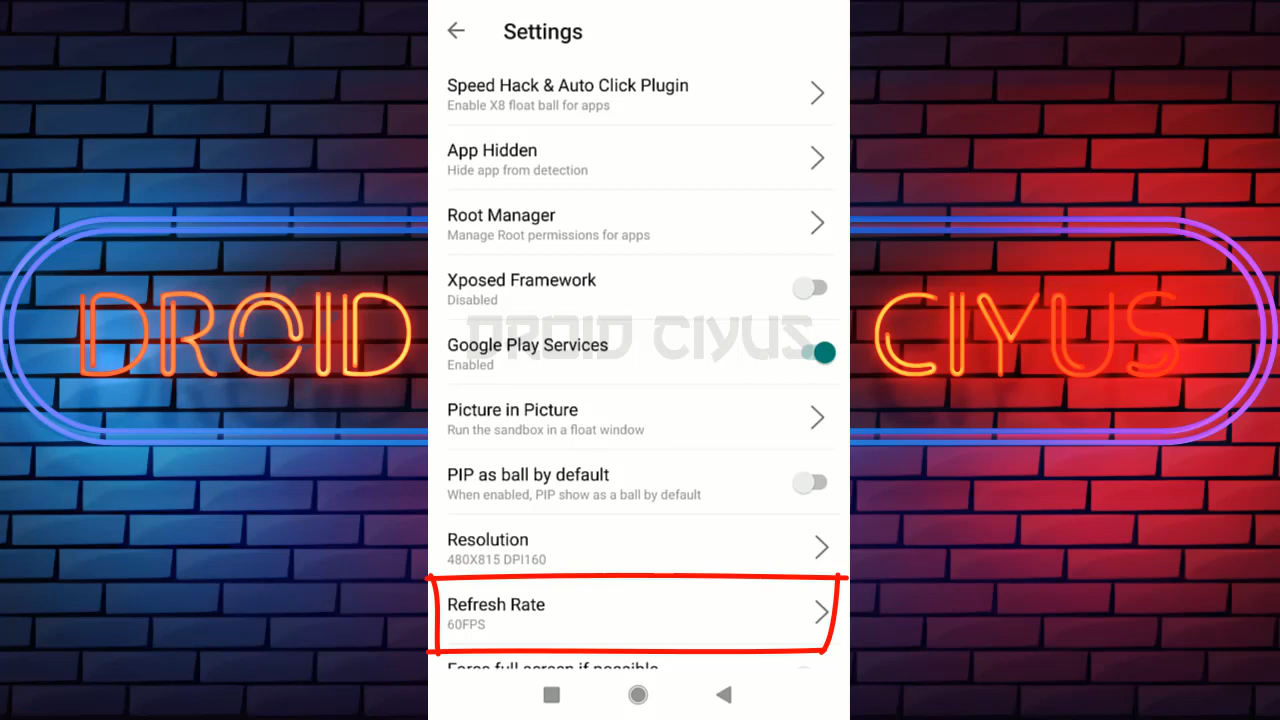 Settings
Speed Hack & Auto Click Plugin
Enable X8 float ball for apps
App Hidden
Hide app from detection
Root Manager
Manage Root permissions for apps
Xposed Framework
Disabled
DROID CIYUS
DROID
CIYUS
Google Play Services
Enabled
Picture in Picture
Run the sandbox in a float window
PIP as ball by default
When enabled, PIP show as a ball by default
Resolution
480X815 DPI160
Refresh Rate
60FPS
Force full screen if possible